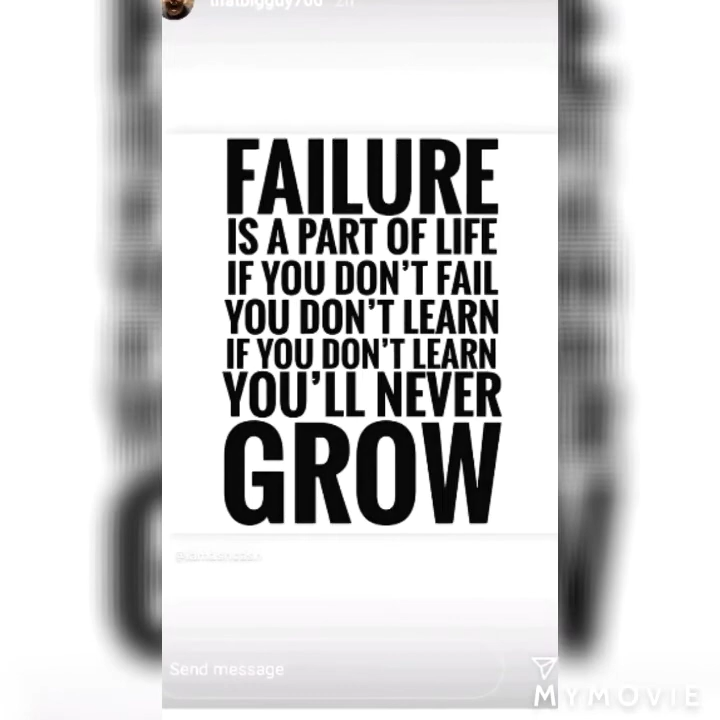 FAILURE
IS A PART OF LIFE
IF YOU DON'T FAIL
YOU DON'T LEARN
IF YOU DON'T LEARN
YOU'LL NEVER
GROW
Send message
MYMOVIE